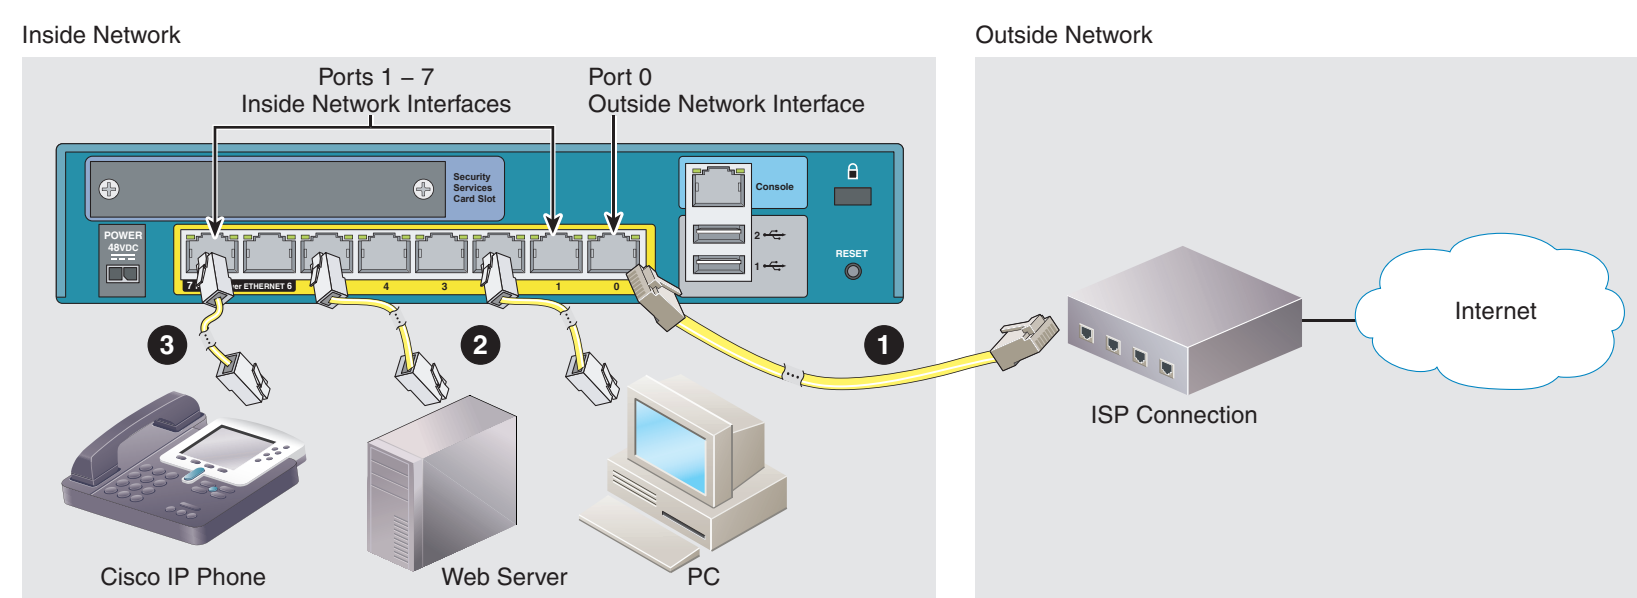 Inside Network
Outside Network
Ports 1 – 7
Inside Network Interfaces
Port 0
Outside Network Interface
Security
Services
Card Slot
Console
POWER
48VDC
2
1
RESET
7
er ETHERNET 6
4
3
1
0
3
2
1
Internet
ISP Connection
Cisco IP Phone
Web Server
PC